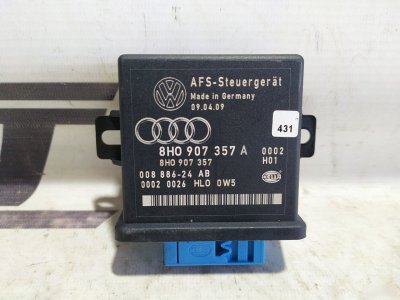 AFS-Steuergerät
Made in Germany
09.04.09
431
8H0 907 357 A 0002
8H0 907 357 H01
008 886-24 AB
0002 0026 HLO 0W5
HELLA